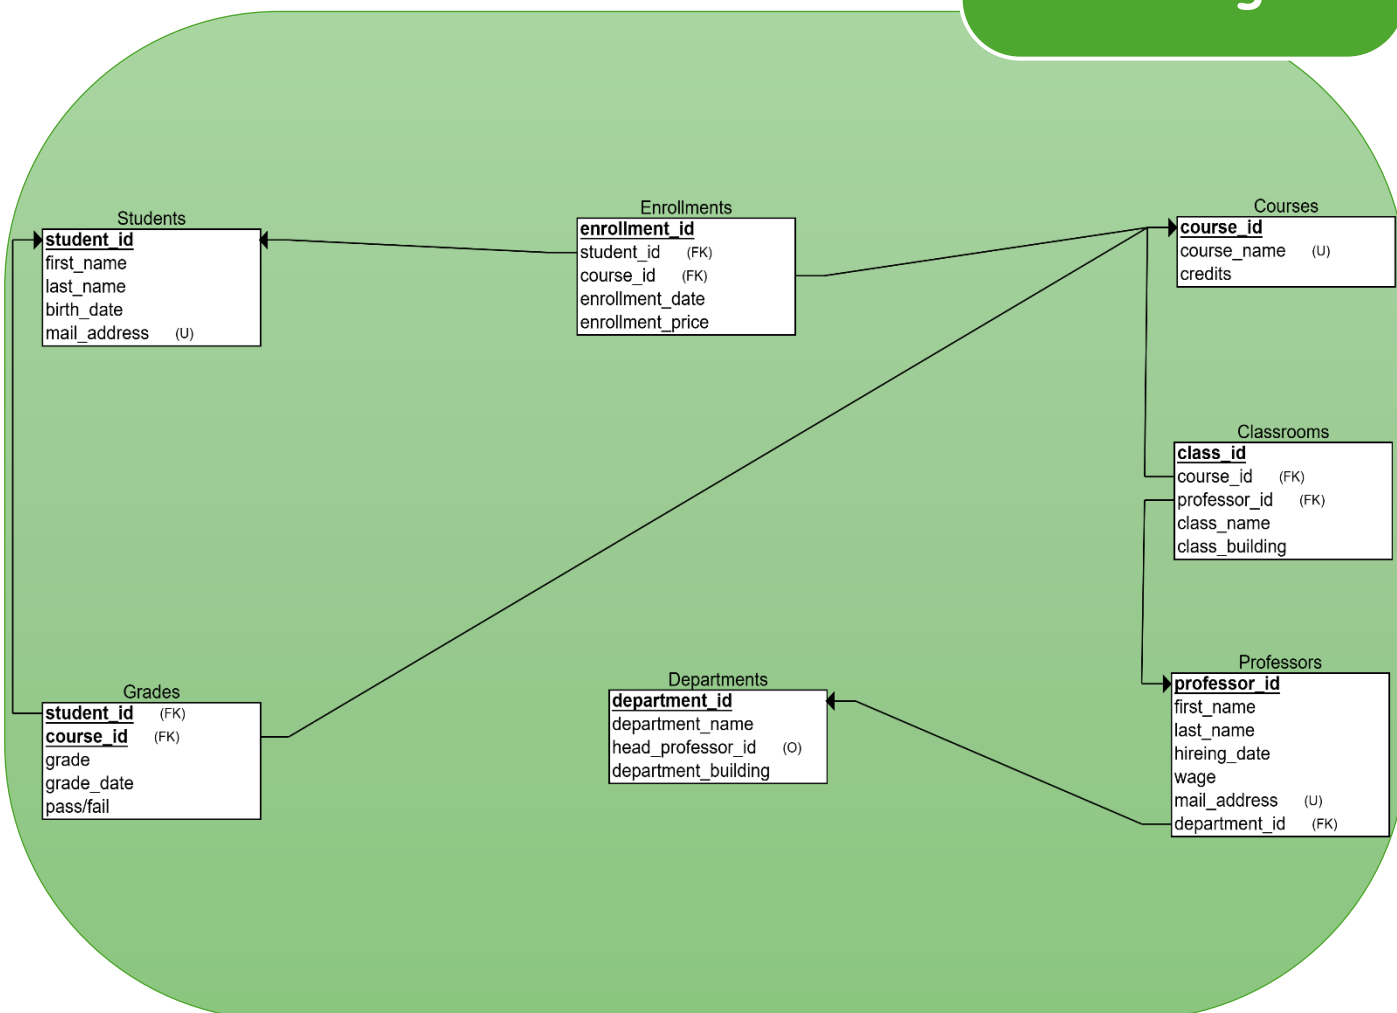 Students
student_id
first_name
last_name
birth_date
mail_address (U)
Enrollments
enrollment_id
student_id (FK)
course_id (FK)
enrollment_date
enrollment_price
Courses
course_id
course_name (U)
credits
Classrooms
class_id
course_id (FK)
professor_id (FK)
class_name
class_building
Grades
student_id (FK)
course_id (FK)
grade
grade_date
pass/fail
Departments
department_id
department_name
head_professor_id (O)
department_building
Professors
professor_id
first_name
last_name
hireing_date
wage
mail_address (U)
department_id (FK)